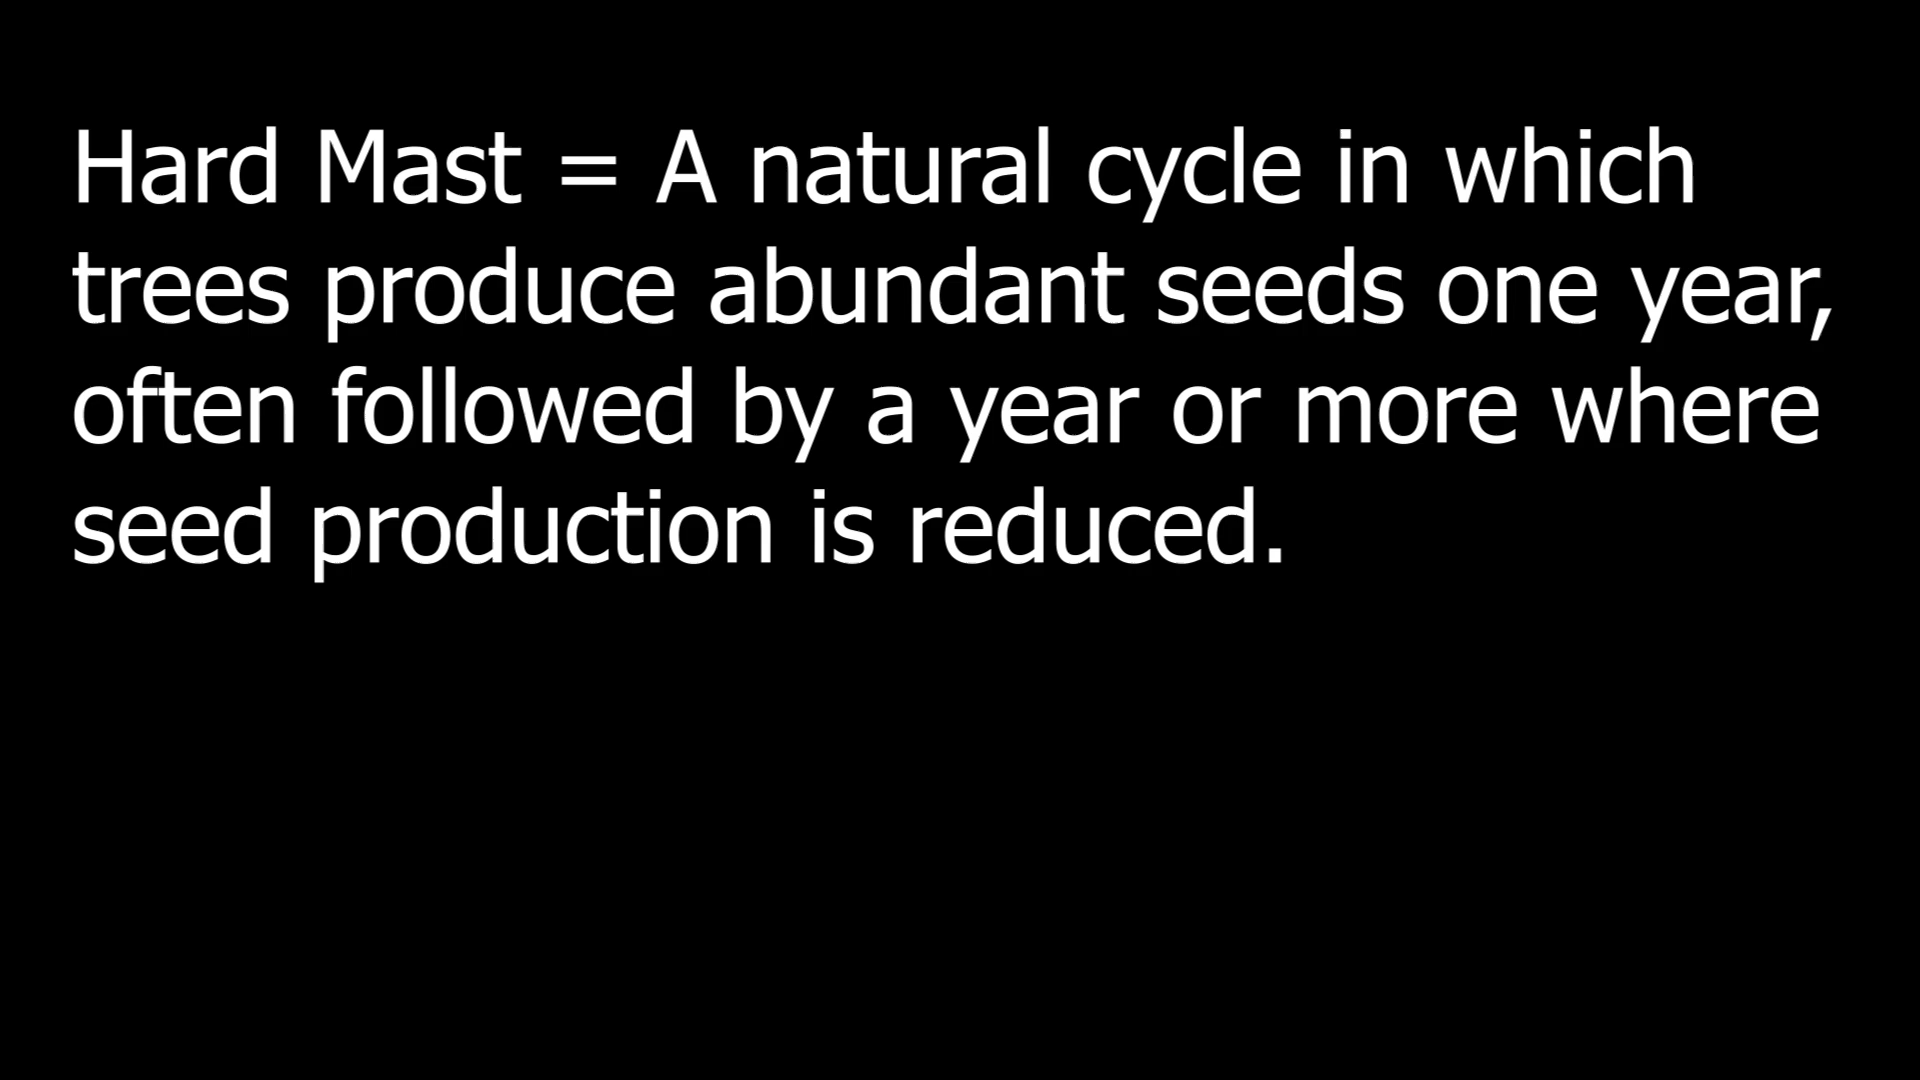 Hard Mast = A natural cycle in which
trees produce abundant seeds one year,
often followed by a year or more where
seed production is reduced.